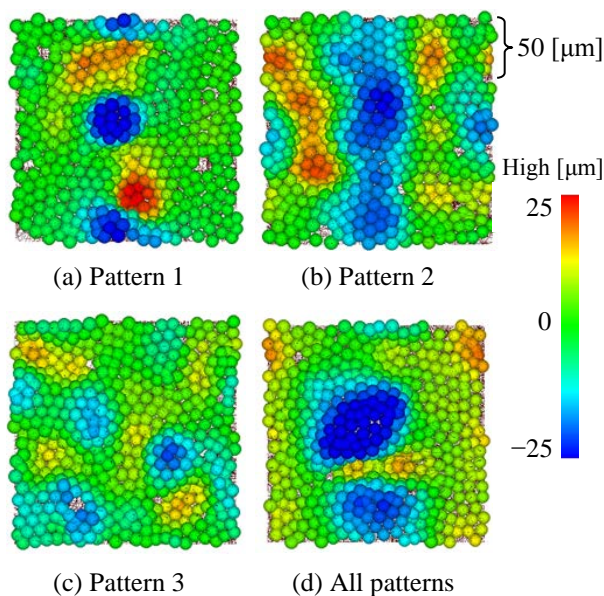 50 [μm]
High [μm]
25
0
−25
(a) Pattern 1
(b) Pattern 2
(c) Pattern 3
(d) All patterns